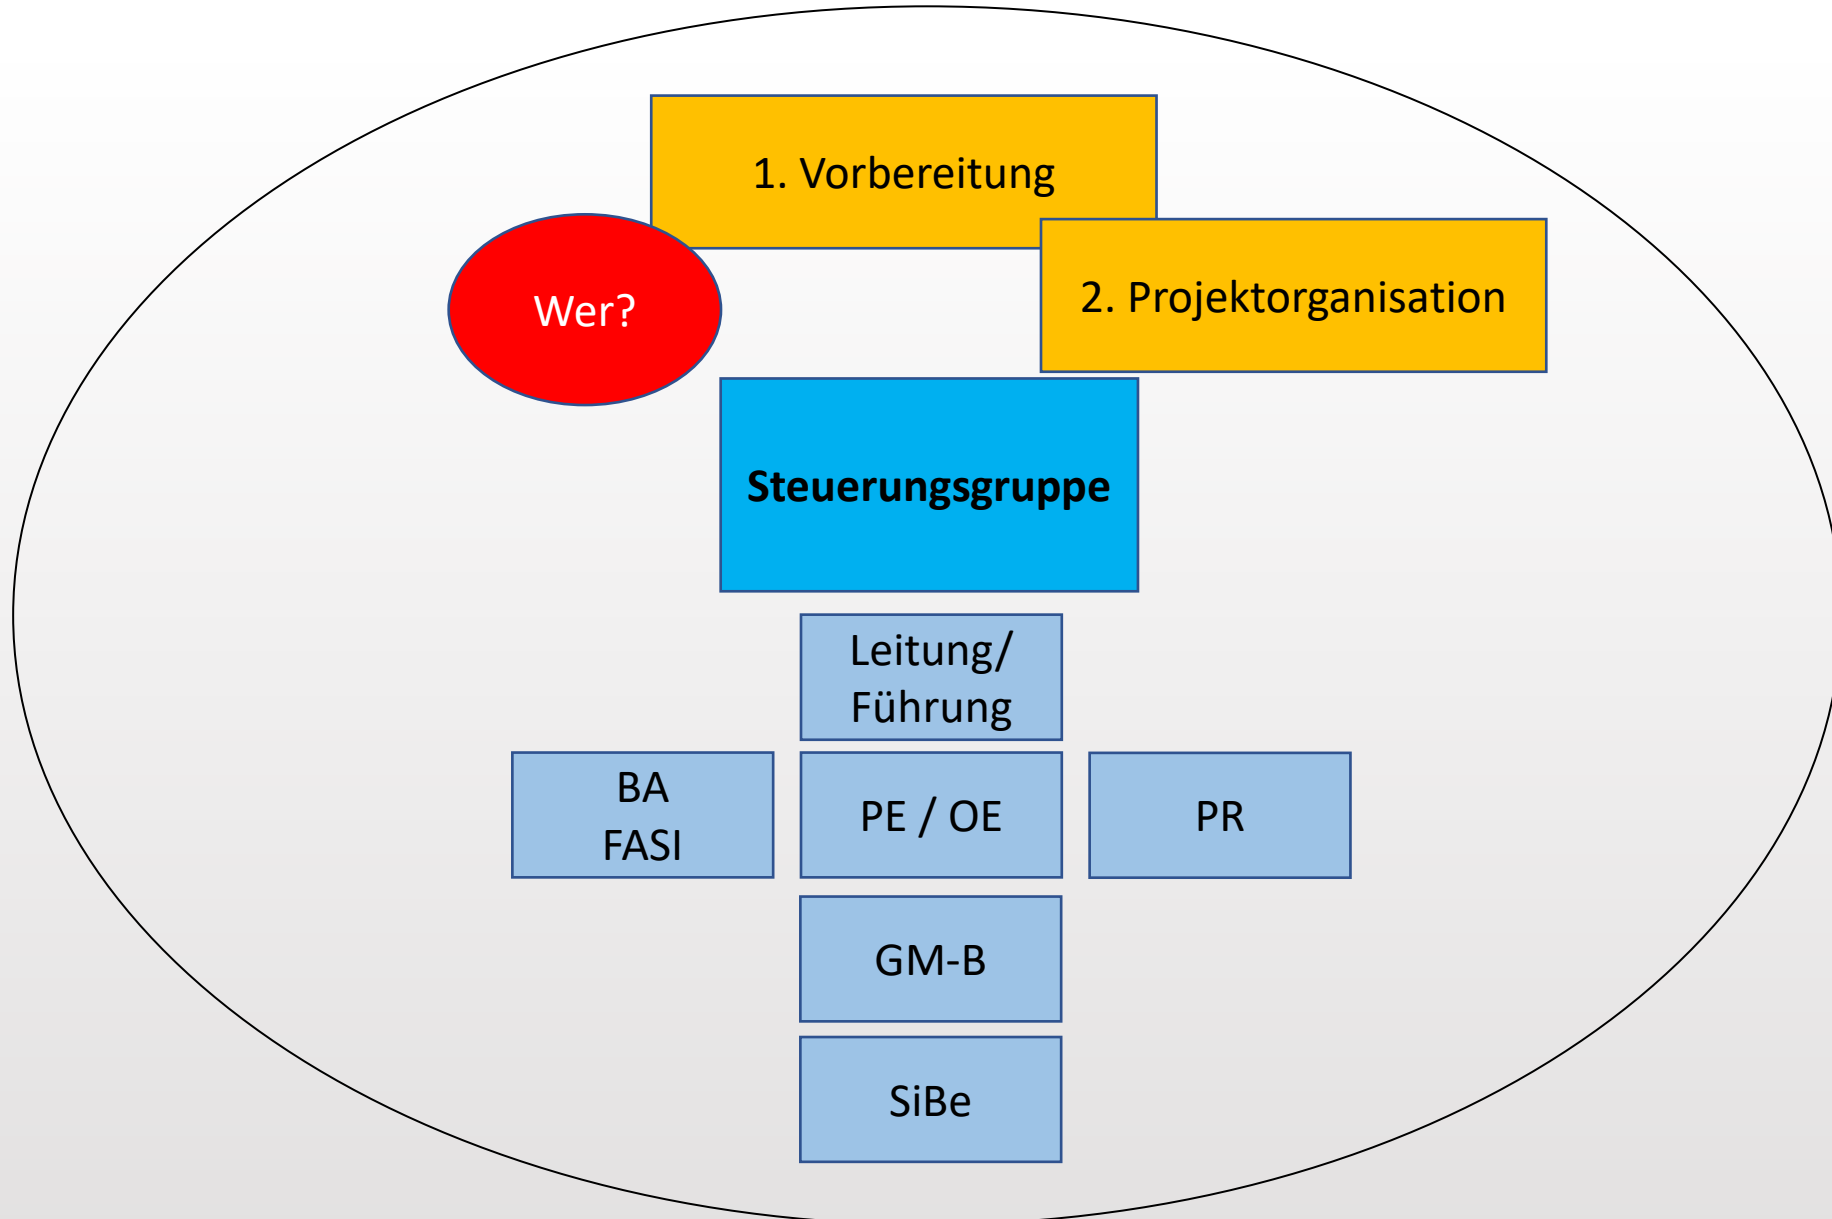 1. Vorbereitung
2. Projektorganisation
Wer?
Steuerungsgruppe
Leitung/
Führung
BA
FASI
PE / OE
PR
GM-B
SiBe